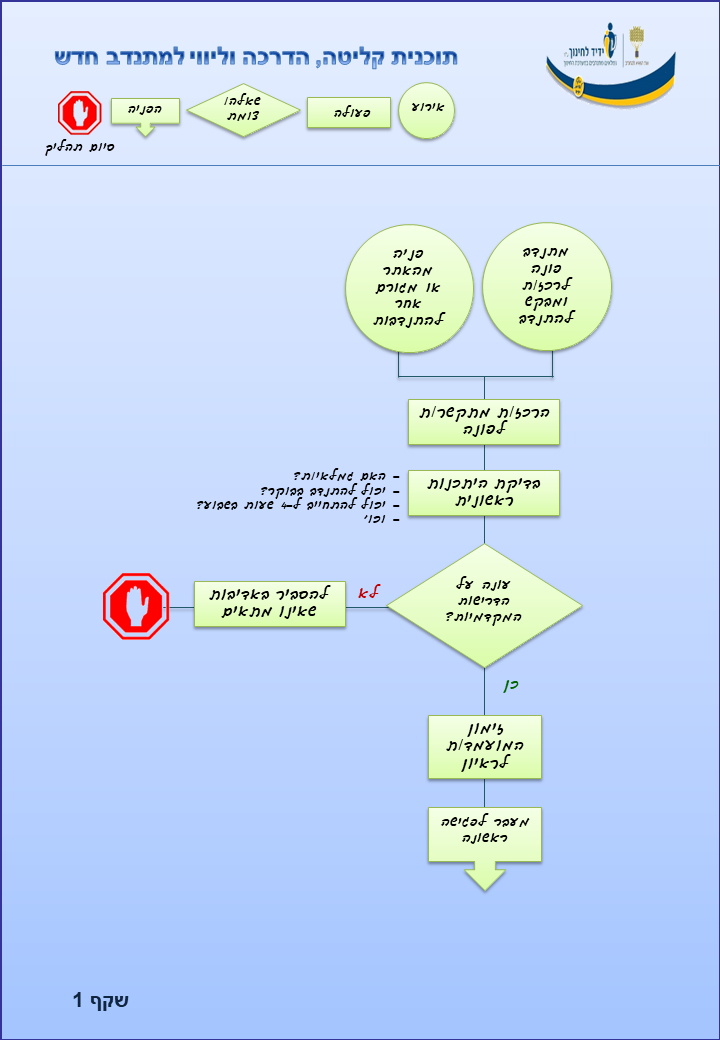 תוכנית קליטה, הדרכה וליווי למתנדב חדש
ידיד לחינוך
אירוע
פעולה
שאלה/
צומת
הפניה
סיום תהליך
מתנדב
פונה
לרכז/ת
ומבקש
להתנדב
פניה
מהאתר
או מגורם
אחר
להתנדבות
הרכז/ת מתקשר/ת
לפונה
בדיקת היתכנות
ראשונית
- האם גמלאי/ת?
- יכול להתנדב בבוקר?
- יכול להתחייב ל-4 שעות בשבוע?
- וכו'
עונה על
הדרישות
המקדמיות?
לא
להסביר באדיבות
שאינו מתאים
כן
זימון
המועמד/ת
לראיון
מעבר לפגישה
ראשונה
שקף 1